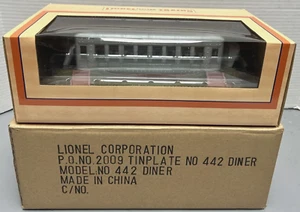 LIONEL CORPORATION
P.O.NO.2009 TINPLATE NO 442 DINER
MODEL.NO 442 DINER
MADE IN CHINA
C/NO.